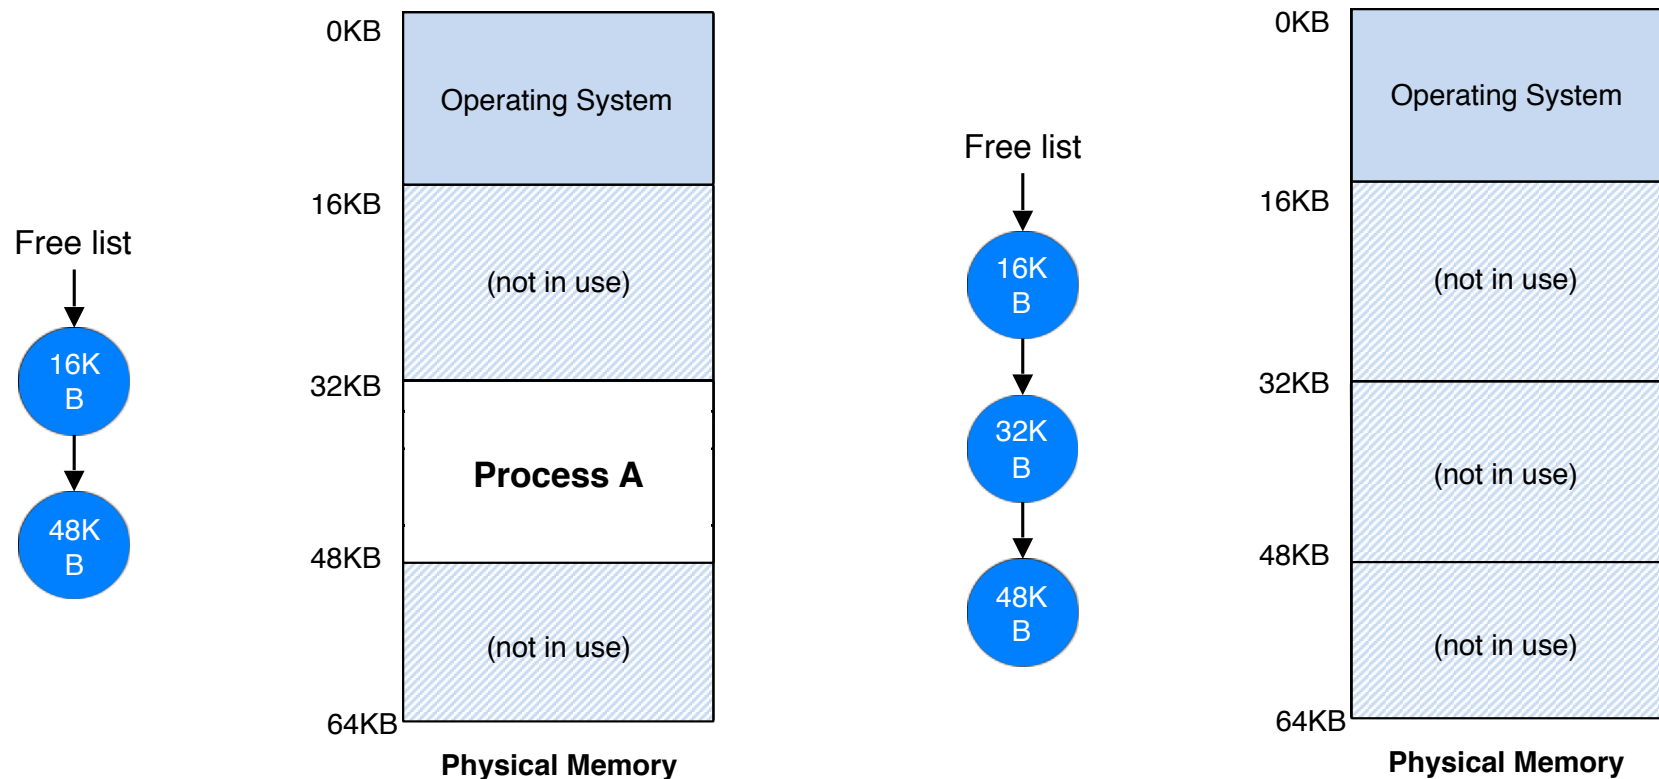 Free list
16K
B
48K
B
0KB
Operating System
16KB
(not in use)
32KB
Process A
48KB
(not in use)
64KB
Physical Memory
Free list
16K
B
32K
B
48K
B
0KB
Operating System
16KB
(not in use)
32KB
(not in use)
48KB
(not in use)
64KB
Physical Memory